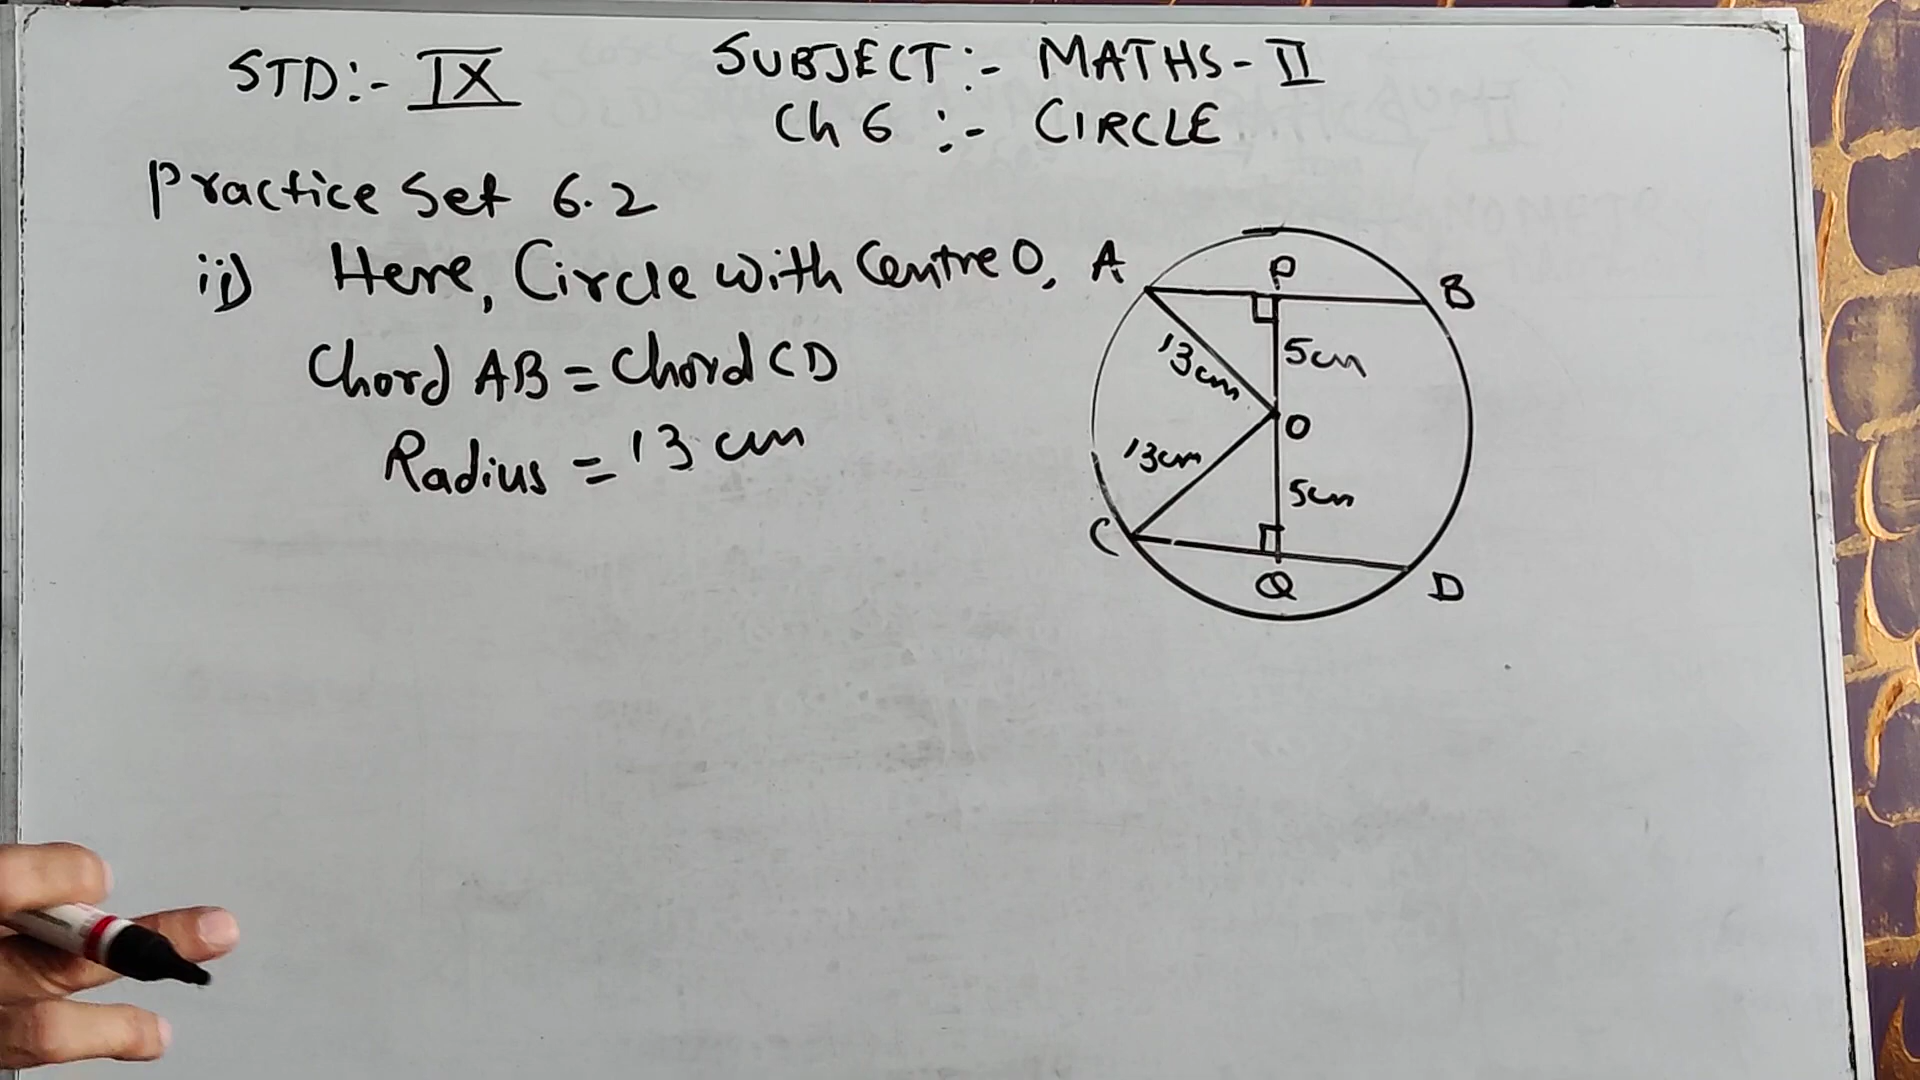 STD:- IX
SUBJECT:- MATHS-II
Ch 6 :- CIRCLE
Practice Set 6.2
ii) Here, Circle with Centre O,
Chord AB = Chord CD
Radius = 13 cm
A
P
B
13cm
5cm
O
13cm
5cm
C
Q
D